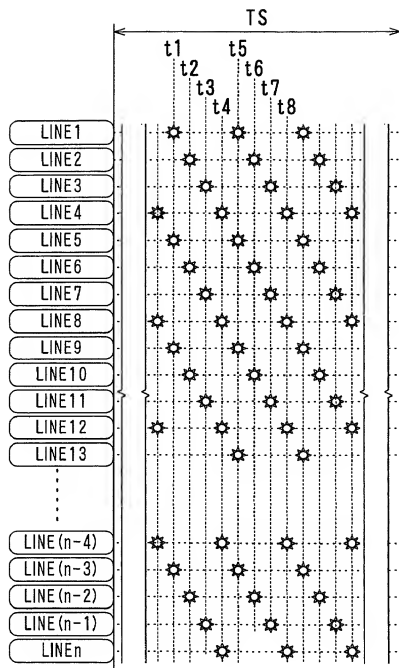 TS
t1
t5
t2
t6
t3
t7
t4
t8
LINE1
LINE2
LINE3
LINE4
LINE5
LINE6
LINE7
LINE8
LINE9
LINE10
LINE11
LINE12
LINE13
LINE(n-4)
LINE(n-3)
LINE(n-2)
LINE(n-1)
LINEn